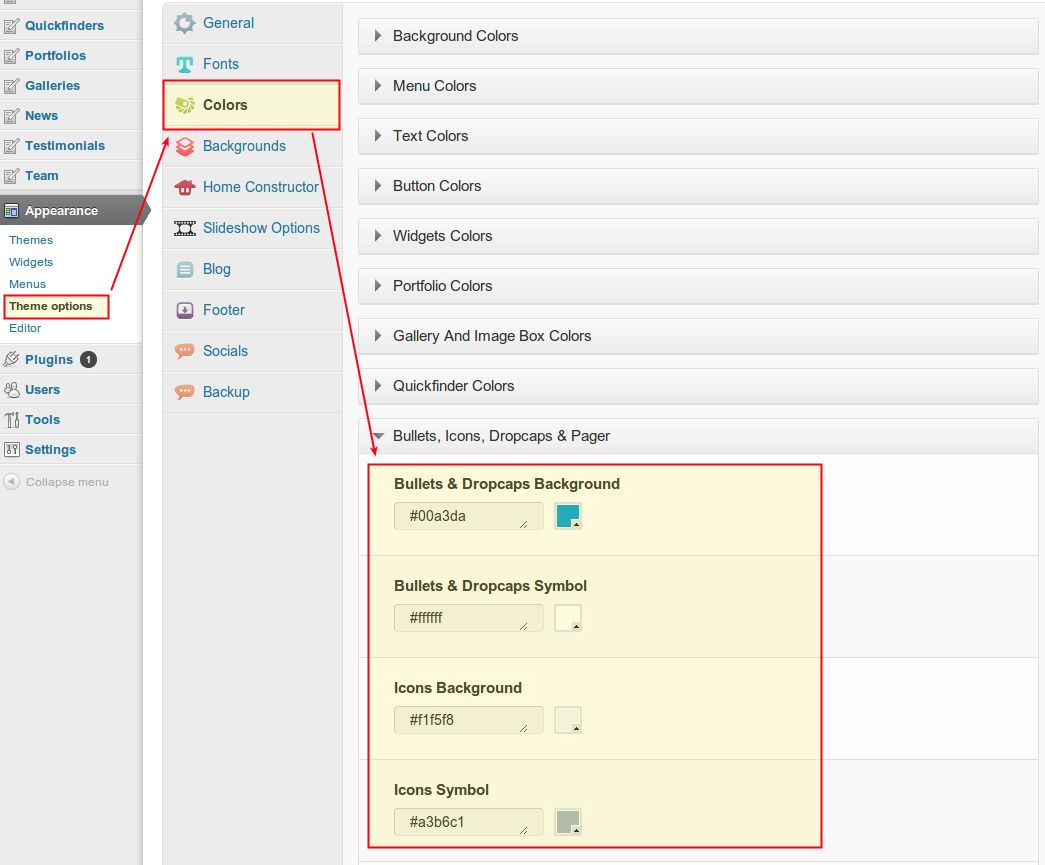 Quickfinders
Portfolios
Galleries
News
Testimonials
Team
Appearance
Themes
Widgets
Menus
Theme options
Editor
Plugins 1
Users
Tools
Settings
Collapse menu
General
Fonts
Colors
Backgrounds
Home Constructor
Slideshow Options
Blog
Footer
Socials
Backup
Background Colors
Menu Colors
Text Colors
Button Colors
Widgets Colors
Portfolio Colors
Gallery And Image Box Colors
Quickfinder Colors
Bullets, Icons, Dropcaps & Pager
Bullets & Dropcaps Background
#00a3da
Bullets & Dropcaps Symbol
#ffffff
Icons Background
#f1f5f8
Icons Symbol
#a3b6c1